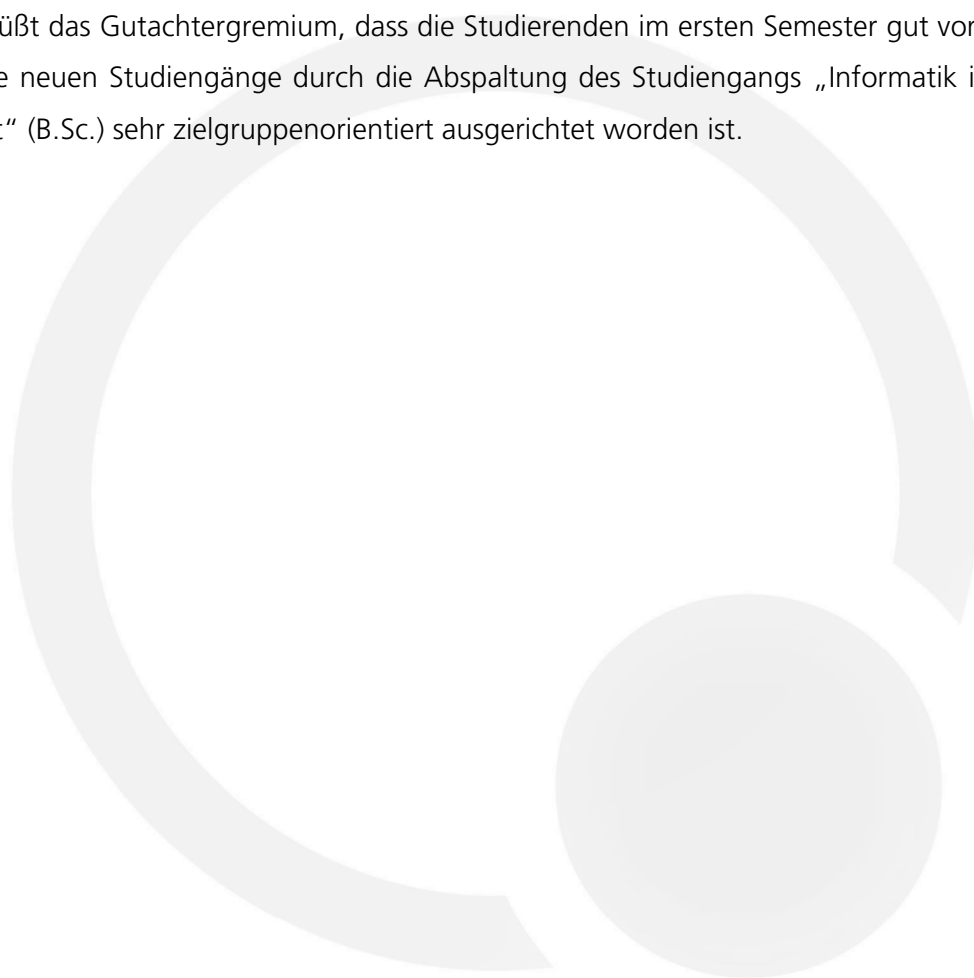 üßt das Gutachtergremium, dass die Studierenden im ersten Semester gut vor
e neuen Studiengänge durch die Abspaltung des Studiengangs „Informatik i
t“ (B.Sc.) sehr zielgruppenorientiert ausgerichtet worden ist.